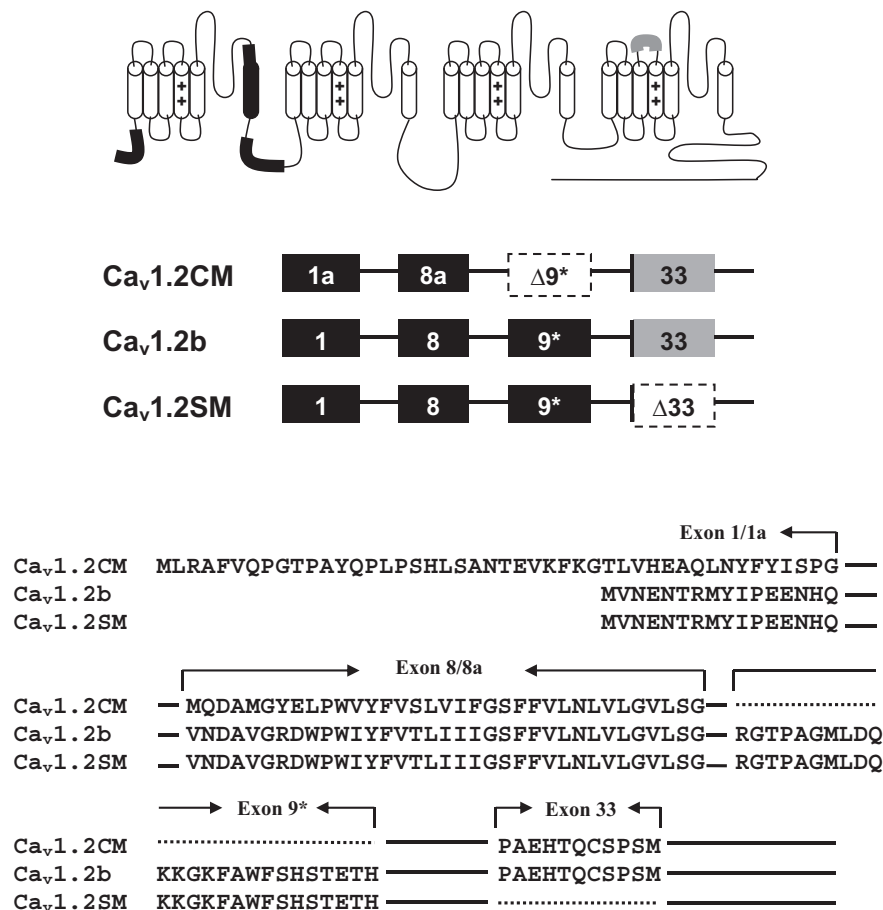 + + + + + + + +
Caᵥ1.2CM 1a 8a Δ9* 33
Caᵥ1.2b 1 8 9* 33
Caᵥ1.2SM 1 8 9* Δ33
Exon 1/1a
Caᵥ1.2CM MLRAFVQPGTPAYQPLPSHLSANTEVKFKGTLVHEAQLNYFYISPG
Caᵥ1.2b MVNENTRMYIPEENHQ
Caᵥ1.2SM MVNENTRMYIPEENHQ
Exon 8/8a
Caᵥ1.2CM MQDAMGYELPWVYFVSLVIFGSFFVLNLVLGVLSG
Caᵥ1.2b VNDAVGRDWPWIYFVTLIIIGSFFVLNLVLGVLSG RGTPAGMLDQ
Caᵥ1.2SM VNDAVGRDWPWIYFVTLIIIGSFFVLNLVLGVLSG RGTPAGMLDQ
Exon 9* Exon 33
Caᵥ1.2CM PAEHTQCSPSM
Caᵥ1.2b KKGKFAWFSHSTETH PAEHTQCSPSM
Caᵥ1.2SM KKGKFAWFSHSTETH